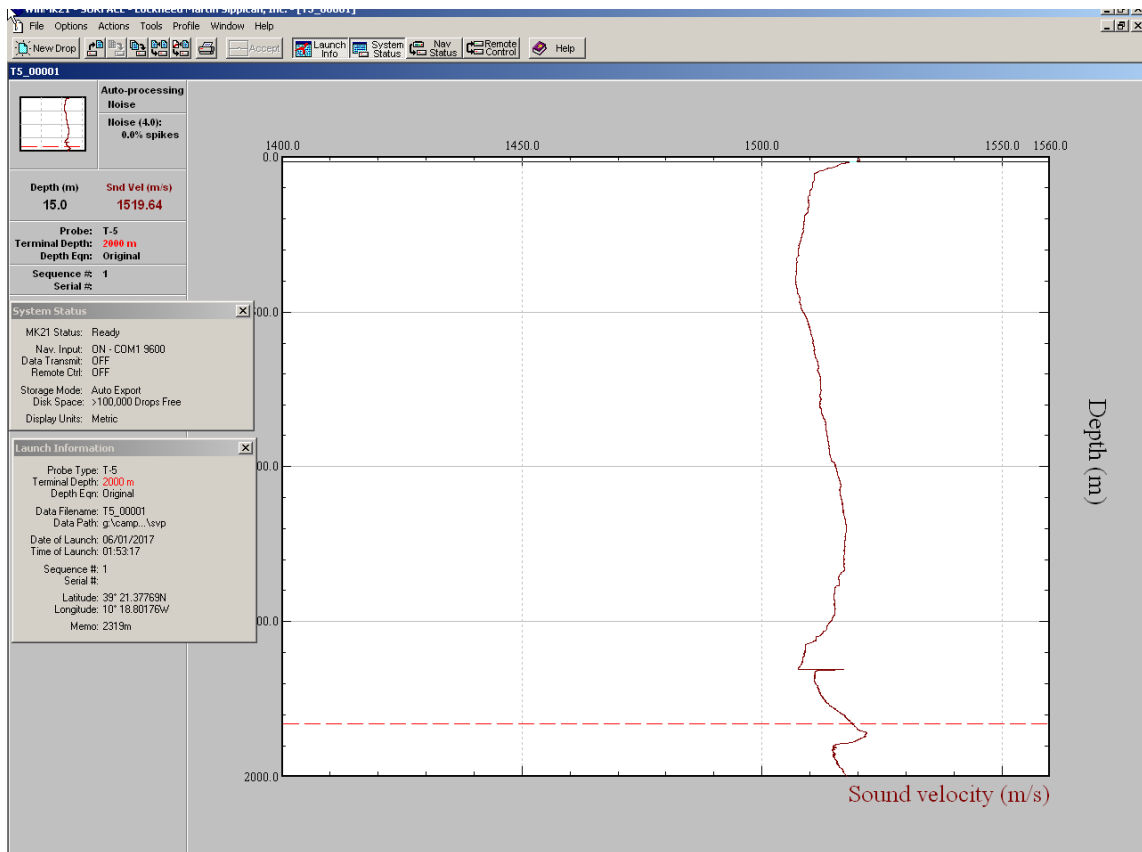 WinMK21 - SURFACE - Lockheed Martin Sippican, Inc. - [T5_00001]
File Options Actions Tools Profile Window Help
New Drop Accept Launch Info System Status Nav Status Remote Control Help
T5_00001
Auto-processing
Noise
Noise (4.0):
0.0% spikes
Depth (m) Snd Vel (m/s)
15.0 1519.64
Probe: T-5
Terminal Depth: 2000 m
Depth Eqn: Original
Sequence #: 1
Serial #:
System Status
MK21 Status: Ready
Nav. Input: ON - COM1 9600
Data Transmit: OFF
Remote Ctrl: OFF
Storage Mode: Auto Export
Disk Space: >100,000 Drops Free
Display Units: Metric
Launch Information
Probe Type: T-5
Terminal Depth: 2000 m
Depth Eqn: Original
Data Filename: T5_00001
Data Path: g:\camp...\svp
Date of Launch: 06/01/2017
Time of Launch: 01:53:17
Sequence #: 1
Serial #:
Latitude: 39° 21.37769N
Longitude: 10° 18.80176W
Memo: 2319m
1400.0 1450.0 1500.0 1550.0 1560.0
0.0
2000.0
Depth (m)
Sound velocity (m/s)